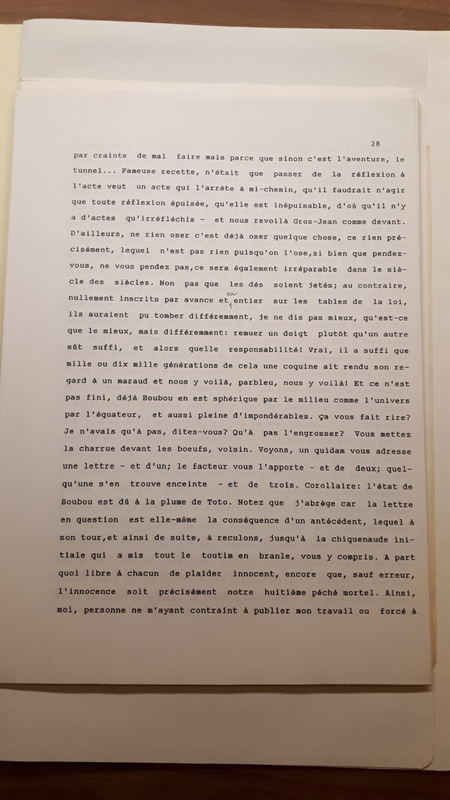 28
par crainte de mal faire mais parce que sinon c'est l'aventure, le
tunnel... Fameuse recette, n'était que passer de la réflexion à
l'acte veut un acte qui l'arrête à mi-chemin, qu'il faudrait n'agir
que toute réflexion épuisée, qu'elle est inépuisable, d'où qu'il n'y
a d'actes qu'irréfléchis - et nous revoilà Gros-Jean comme devant.
D'ailleurs, ne rien oser c'est déjà oser quelque chose, ce rien pré-
cisément, lequel n'est pas rien puisqu'on l'ose,si bien que pendez-
vous, ne vous pendez pas,ce sera également irréparable dans le siè-
cle des siècles. Non pas que les dés soient jetés; au contraire,
nullement inscrits par avance et en entier sur les tables de la loi,
ils auraient pu tomber différemment, je ne dis pas mieux, qu'est-ce
que le mieux, mais différemment: remuer un doigt plutôt qu'un autre
eût suffi, et alors quelle responsabilité! Vrai, il a suffi que
mille ou dix mille générations de cela une coquine ait rendu son re-
gard à un maraud et nous y voilà, parbleu, nous y voilà! Et ce n'est
pas fini, déjà Boubou en est sphérique par le milieu comme l'univers
par l'équateur, et aussi pleine d'impondérables. Ça vous fait rire?
Je n'avais qu'à pas, dites-vous? Qu'à pas l'engrosser? Vous mettez
la charrue devant les boeufs, voisin. Voyons, un quidam vous adresse
une lettre - et d'un; le facteur vous l'apporte - et de deux; quel-
qu'une s'en trouve enceinte - et de trois. Corollaire: l'état de
Boubou est dû à la plume de Toto. Notez que j'abrège car la lettre
en question est elle-même la conséquence d'un antécédent, lequel à
son tour,et ainsi de suite, à reculons, jusqu'à la chiquenaude ini-
tiale qui a mis tout le toutim en branle, vous y compris. A part
quoi libre à chacun de plaider innocent, encore que, sauf erreur,
l'innocence soit précisément notre huitième péché mortel. Ainsi,
moi, personne ne m'ayant contraint à publier mon travail ou forcé à